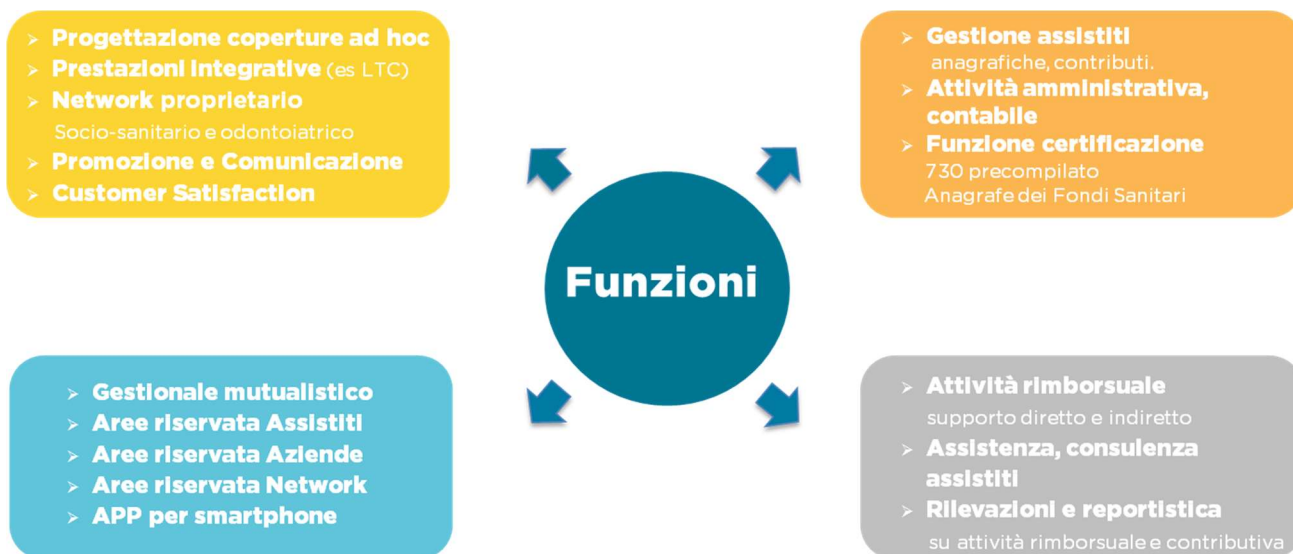 ➢ Progettazione coperture ad hoc
➢ Prestazioni Integrative (es LTC)
➢ Network proprietario
Socio-sanitario e odontoiatrico
➢ Promozione e Comunicazione
➢ Customer Satisfaction
➢ Gestione assistiti
anagrafiche, contributi.
➢ Attività amministrativa,
contabile
➢ Funzione certificazione
730 precompilato
Anagrafe dei Fondi Sanitari
Funzioni
➢ Gestionale mutualistico
➢ Aree riservata Assistiti
➢ Aree riservata Aziende
➢ Aree riservata Network
➢ APP per smartphone
➢ Attività rimborsuale
supporto diretto e indiretto
➢ Assistenza, consulenza
assistiti
➢ Rilevazioni e reportistica
su attività rimborsuale e contributiva